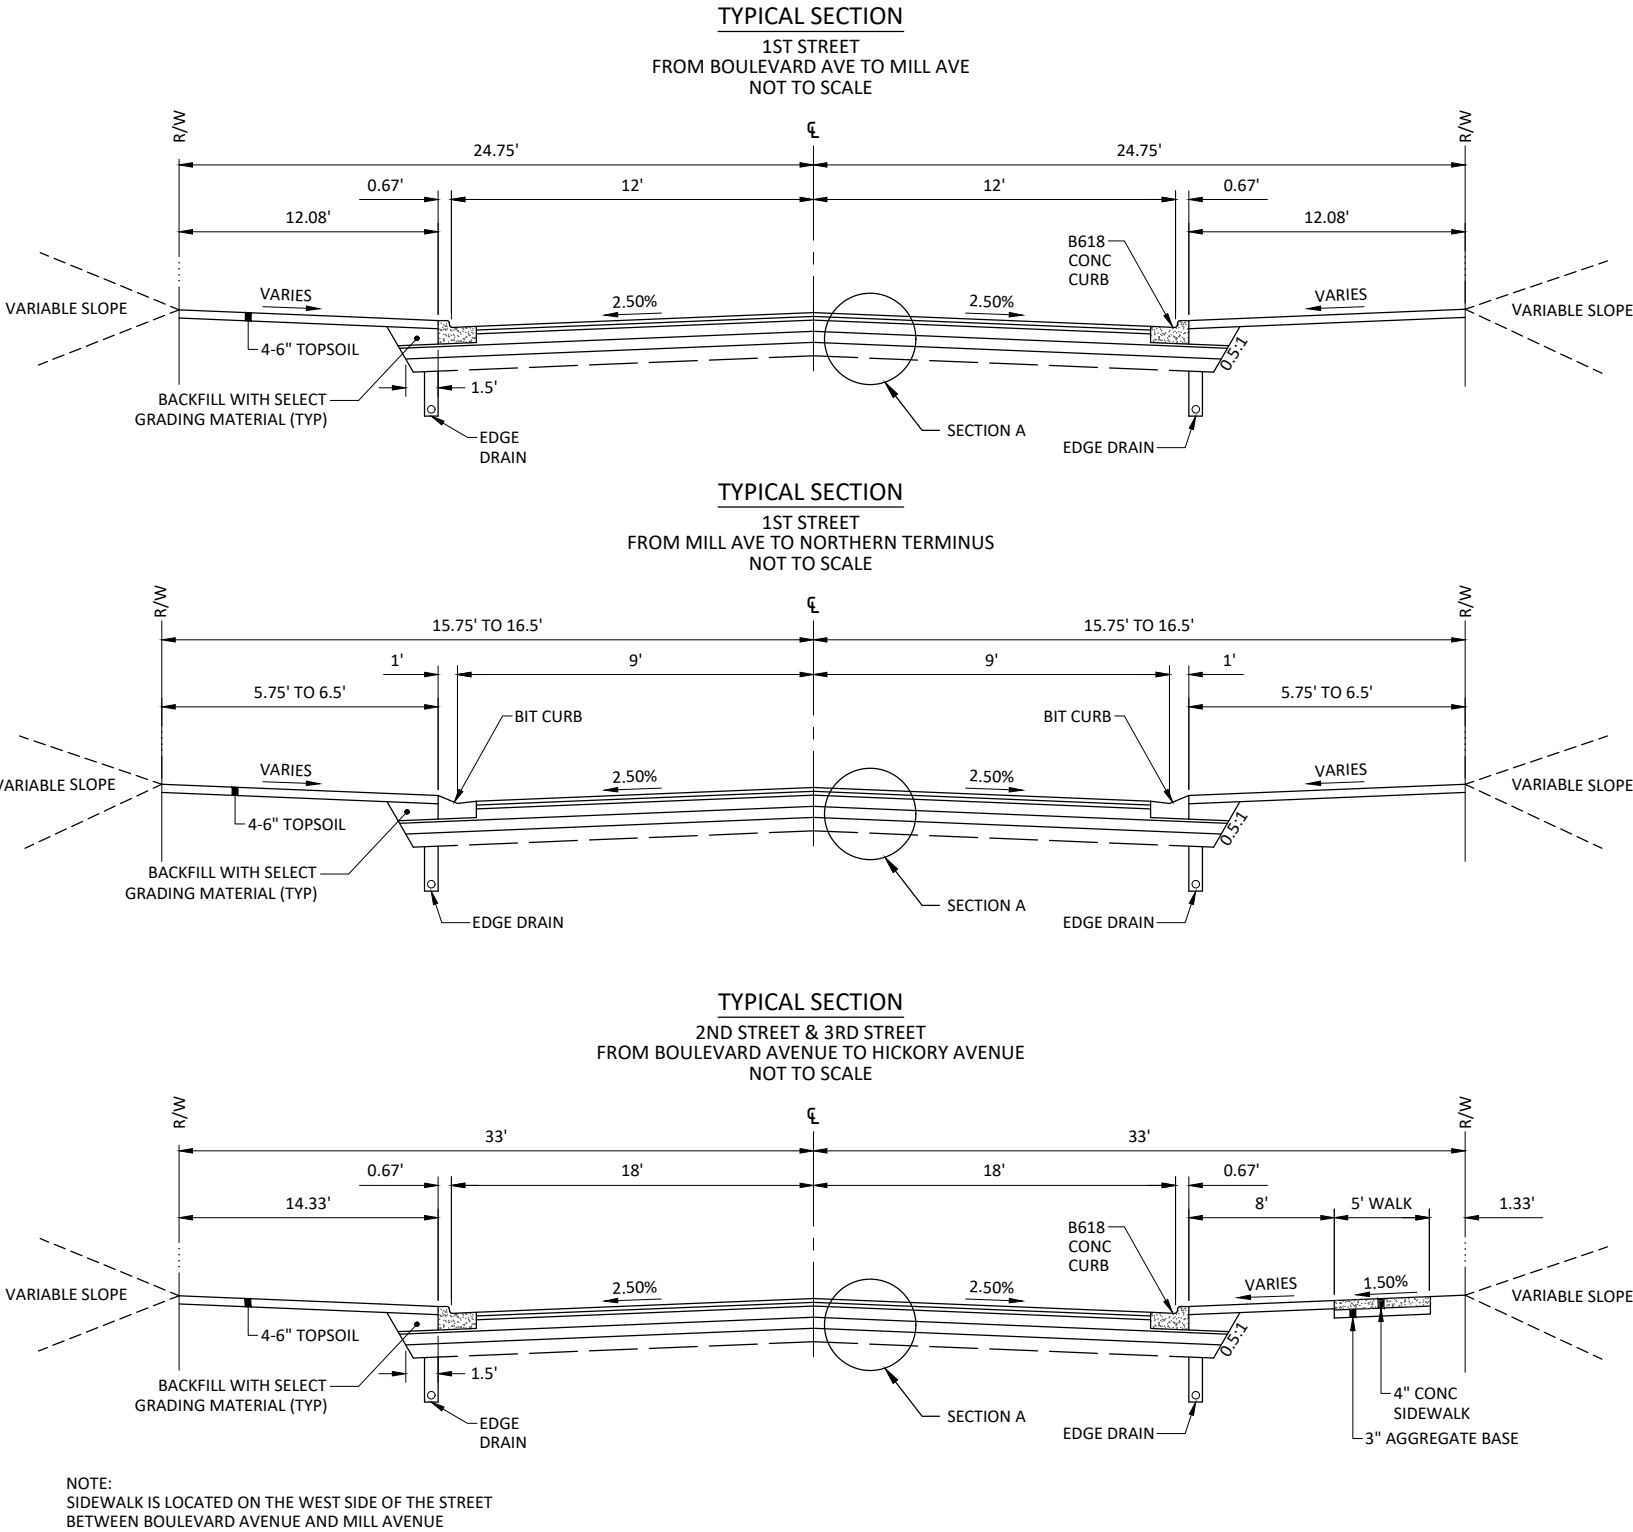 TYPICAL SECTION
1ST STREET
FROM BOULEVARD AVE TO MILL AVE
NOT TO SCALE
R/W
℄
R/W
24.75'
24.75'
0.67'
12'
12'
0.67'
12.08'
12.08'
B618
CONC
CURB
VARIABLE SLOPE
VARIES
2.50%
2.50%
VARIES
VARIABLE SLOPE
4-6" TOPSOIL
0.5:1
1.5'
BACKFILL WITH SELECT
GRADING MATERIAL (TYP)
EDGE
DRAIN
SECTION A
EDGE DRAIN
TYPICAL SECTION
1ST STREET
FROM MILL AVE TO NORTHERN TERMINUS
NOT TO SCALE
R/W
℄
R/W
15.75' TO 16.5'
15.75' TO 16.5'
1'
9'
9'
1'
5.75' TO 6.5'
5.75' TO 6.5'
BIT CURB
BIT CURB
VARIABLE SLOPE
VARIES
2.50%
2.50%
VARIES
VARIABLE SLOPE
4-6" TOPSOIL
0.5:1
BACKFILL WITH SELECT
GRADING MATERIAL (TYP)
EDGE DRAIN
SECTION A
EDGE DRAIN
TYPICAL SECTION
2ND STREET & 3RD STREET
FROM BOULEVARD AVENUE TO HICKORY AVENUE
NOT TO SCALE
R/W
℄
R/W
33'
33'
0.67'
18'
18'
0.67'
14.33'
8'
5' WALK
1.33'
B618
CONC
CURB
VARIABLE SLOPE
2.50%
2.50%
VARIES
1.50%
VARIABLE SLOPE
4-6" TOPSOIL
0.5:1
1.5'
BACKFILL WITH SELECT
GRADING MATERIAL (TYP)
EDGE
DRAIN
SECTION A
EDGE DRAIN
4" CONC
SIDEWALK
3" AGGREGATE BASE
NOTE:
SIDEWALK IS LOCATED ON THE WEST SIDE OF THE STREET
BETWEEN BOULEVARD AVENUE AND MILL AVENUE